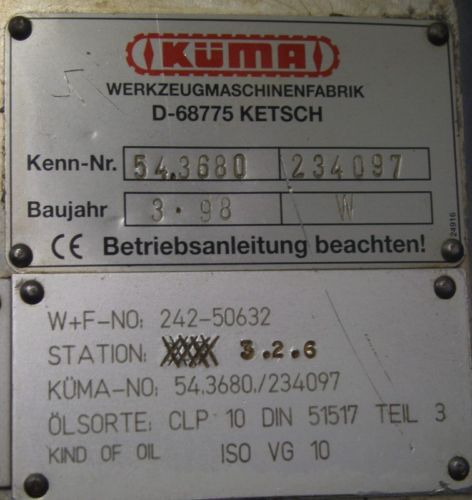 KÜMA
WERKZEUGMASCHINENFABRIK
D-68775 KETSCH
Kenn-Nr. 54.3680 234097
Baujahr 3.98 W
CE Betriebsanleitung beachten!
24916
W+F-NO: 242-50632
STATION: 3.2.6
KÜMA-NO: 54.3680./234097
ÖLSORTE: CLP 10 DIN 51517 TEIL 3
KIND OF OIL ISO VG 10